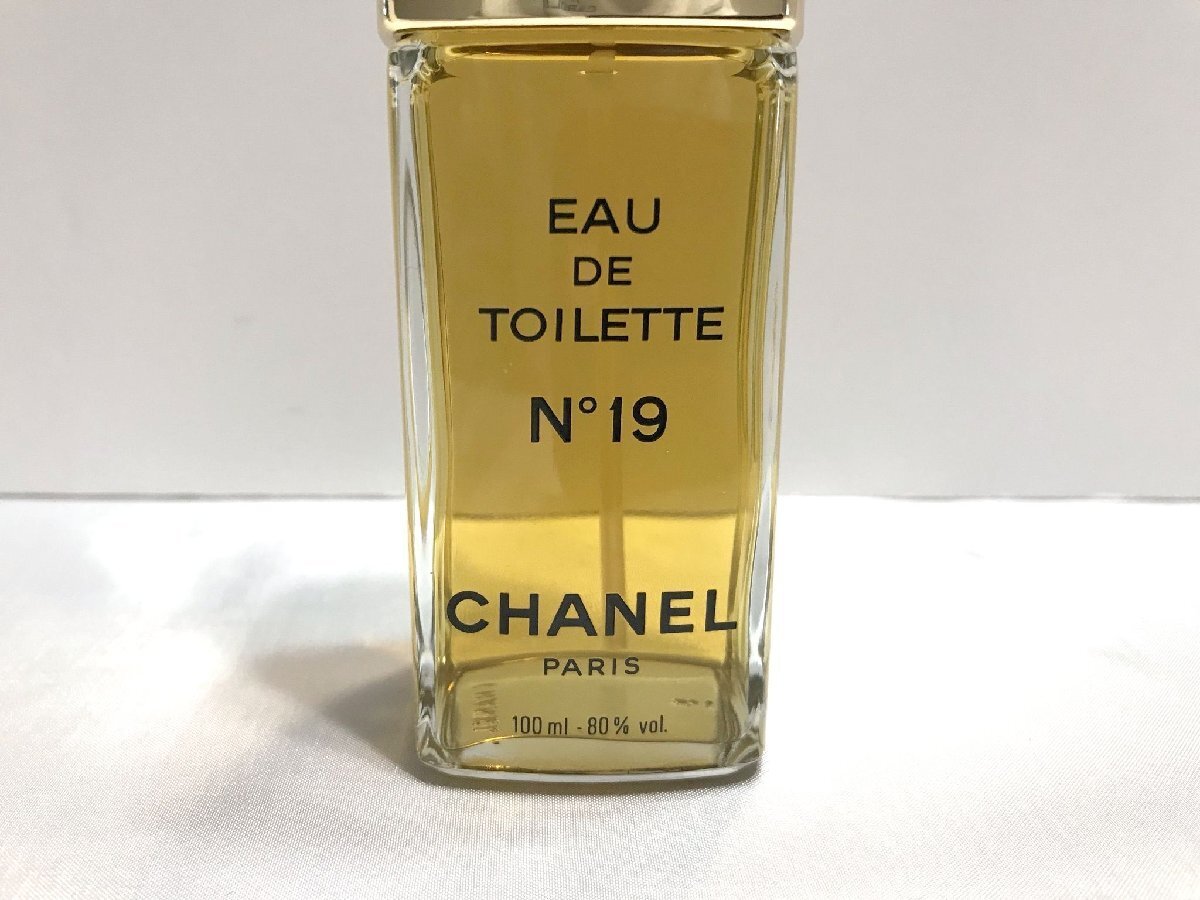 EAU
DE
TOILETTE
N° 19
CHANEL
PARIS
100 ml - 80% vol.